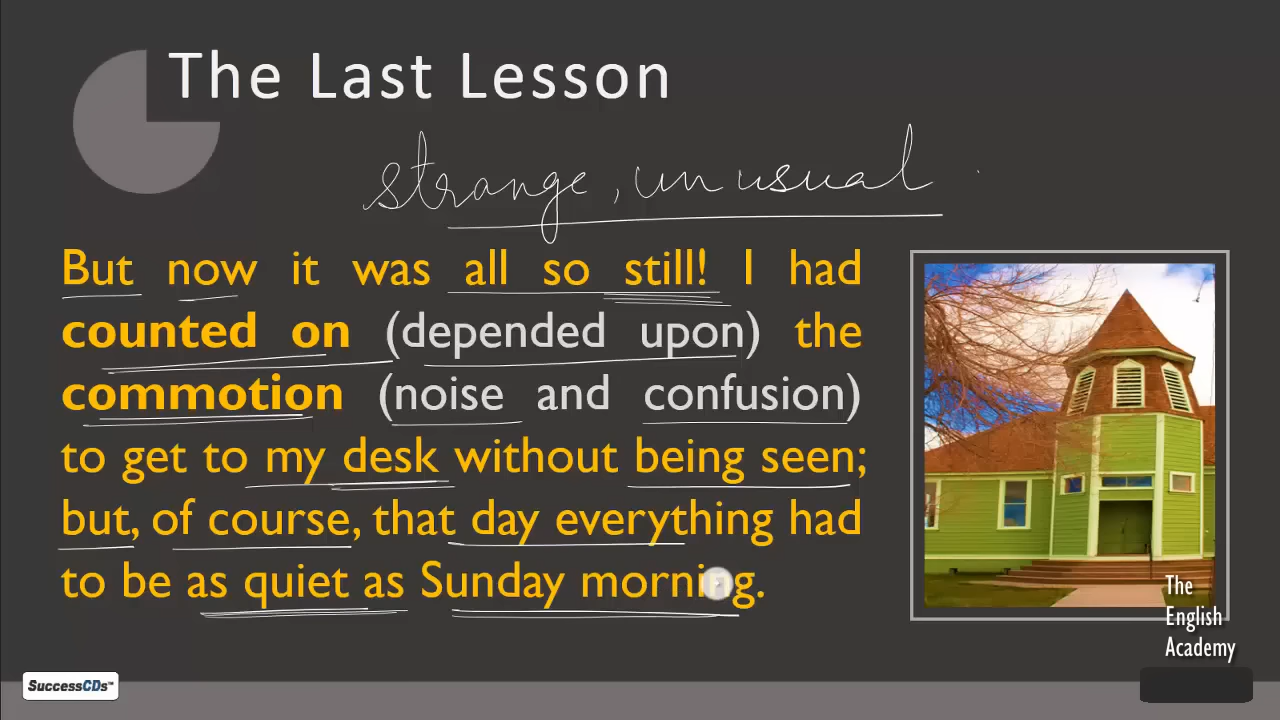 The Last Lesson
strange, unusual
But now it was all so still! I had
counted on (depended upon) the
commotion (noise and confusion)
to get to my desk without being seen;
but, of course, that day everything had
to be as quiet as Sunday morning.
The
English
Academy
SuccessCDs™